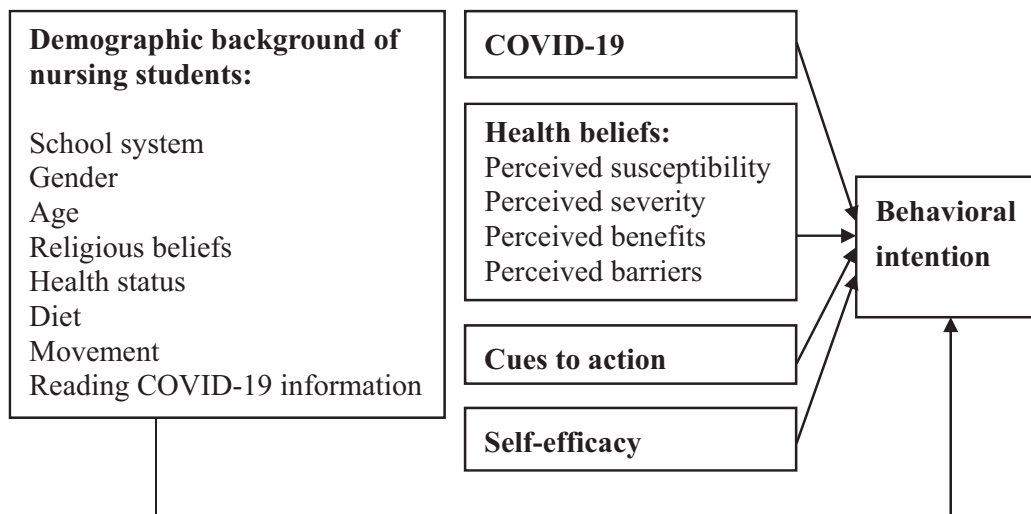 Demographic background of
nursing students:
School system
Gender
Age
Religious beliefs
Health status
Diet
Movement
Reading COVID-19 information
COVID-19
Health beliefs:
Perceived susceptibility
Perceived severity
Perceived benefits
Perceived barriers
Cues to action
Self-efficacy
Behavioral
intention